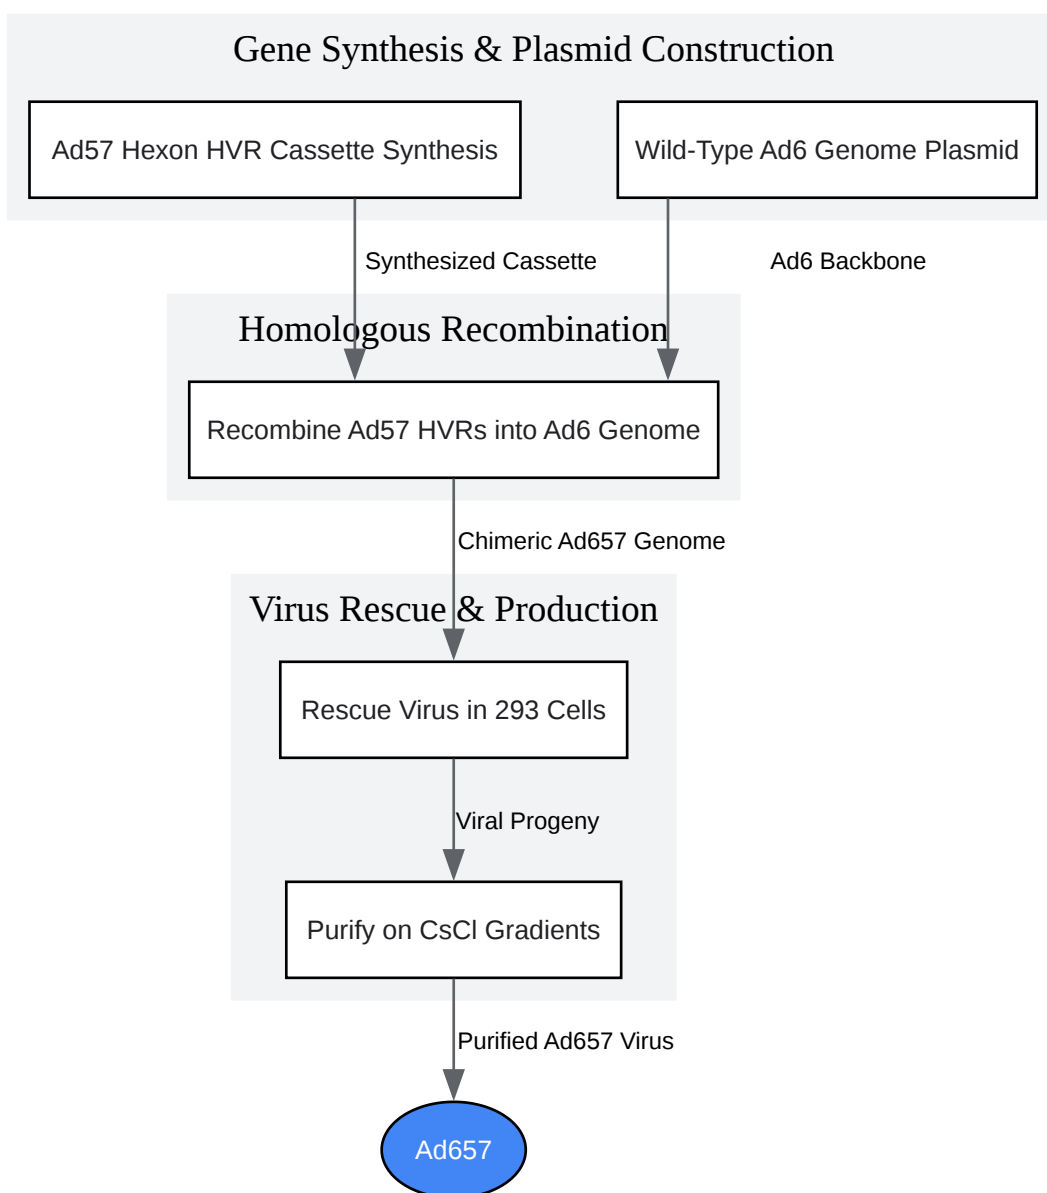 Gene Synthesis & Plasmid Construction
Ad57 Hexon HVR Cassette Synthesis
Wild-Type Ad6 Genome Plasmid
Synthesized Cassette
Ad6 Backbone
Homologous Recombination
Recombine Ad57 HVRs into Ad6 Genome
Chimeric Ad657 Genome
Virus Rescue & Production
Rescue Virus in 293 Cells
Viral Progeny
Purify on CsCl Gradients
Purified Ad657 Virus
Ad657